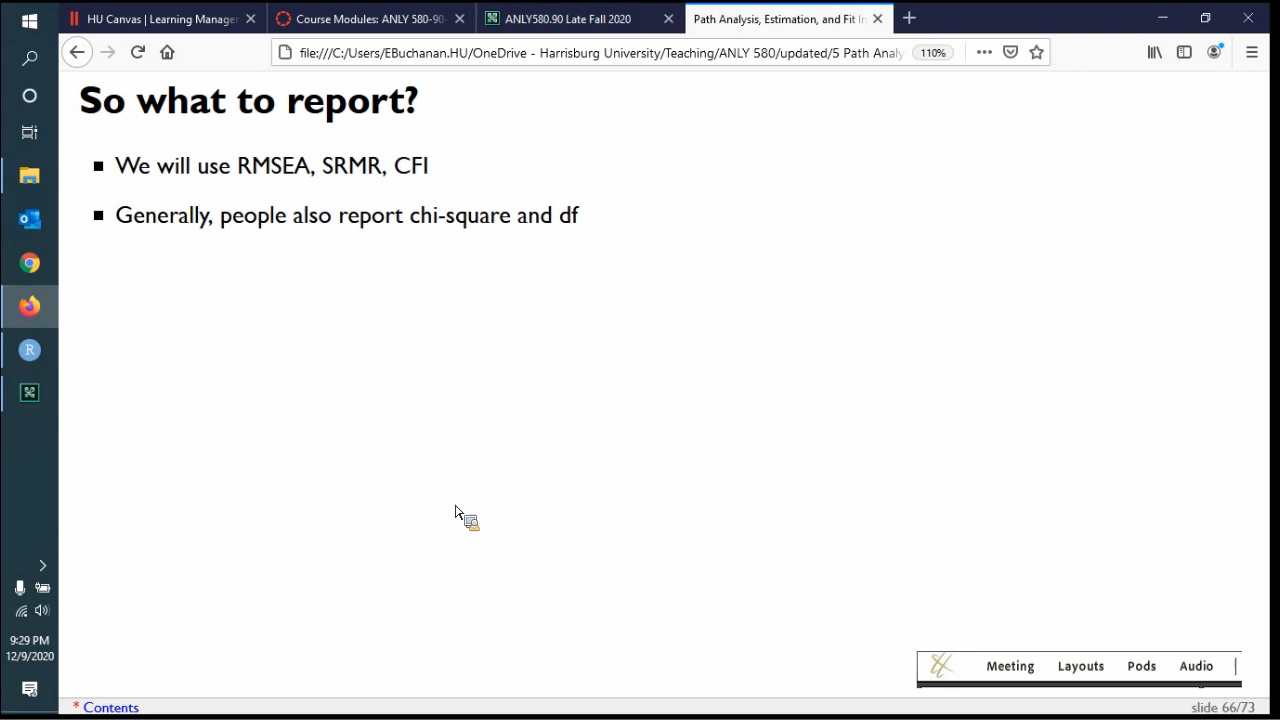 HU Canvas | Learning Manage
Course Modules: ANLY 580-90-
ANLY580.90 Late Fall 2020
Path Analysis, Estimation, and Fit In
file:///C:/Users/EBuchanan.HU/OneDrive - Harrisburg University/Teaching/ANLY 580/updated/5 Path Analy
110%
So what to report?
We will use RMSEA, SRMR, CFI
Generally, people also report chi-square and df
R
9:29 PM
12/9/2020
Meeting Layouts Pods Audio
* Contents
slide 66/73